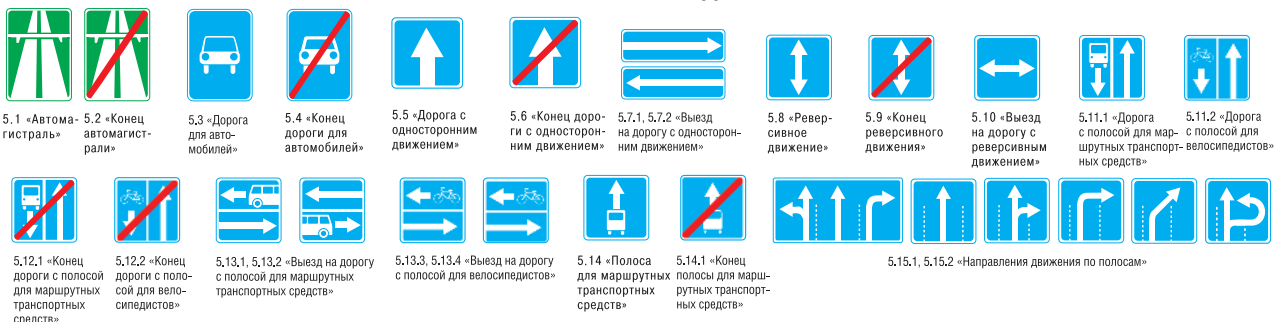 5.1 «Автома-
гистраль»
5.2 «Конец
автомагист-
рали»
5.3 «Дорога
для авто-
мобилей»
5.4 «Конец
дороги для
автомобилей»
5.5 «Дорога с
односторонним
движением»
5.6 «Конец доро-
ги с односторон-
ним движением»
5.7.1, 5.7.2 «Выезд
на дорогу с односторон-
ним движением»
5.8 «Ревер-
сивное
движение»
5.9 «Конец
реверсивного
движения»
5.10 «Выезд
на дорогу с
реверсивным
движением»
5.11.1 «Дорога
с полосой для мар-
шрутных транспорт-
ных средств»
5.11.2 «Дорога
с полосой для
велосипедистов»
5.12.1 «Конец
дороги с полосой
для маршрутных
транспортных
средств»
5.12.2 «Конец
дороги с поло-
сой для вело-
сипедистов»
5.13.1, 5.13.2 «Выезд на дорогу
с полосой для маршрутных
транспортных средств»
5.13.3, 5.13.4 «Выезд на дорогу
с полосой для велосипедистов»
5.14 «Полоса
для маршрутных
транспортных
средств»
5.14.1 «Конец
полосы для марш-
рутных транспорт-
ных средств»
5.15.1, 5.15.2 «Направления движения по полосам»